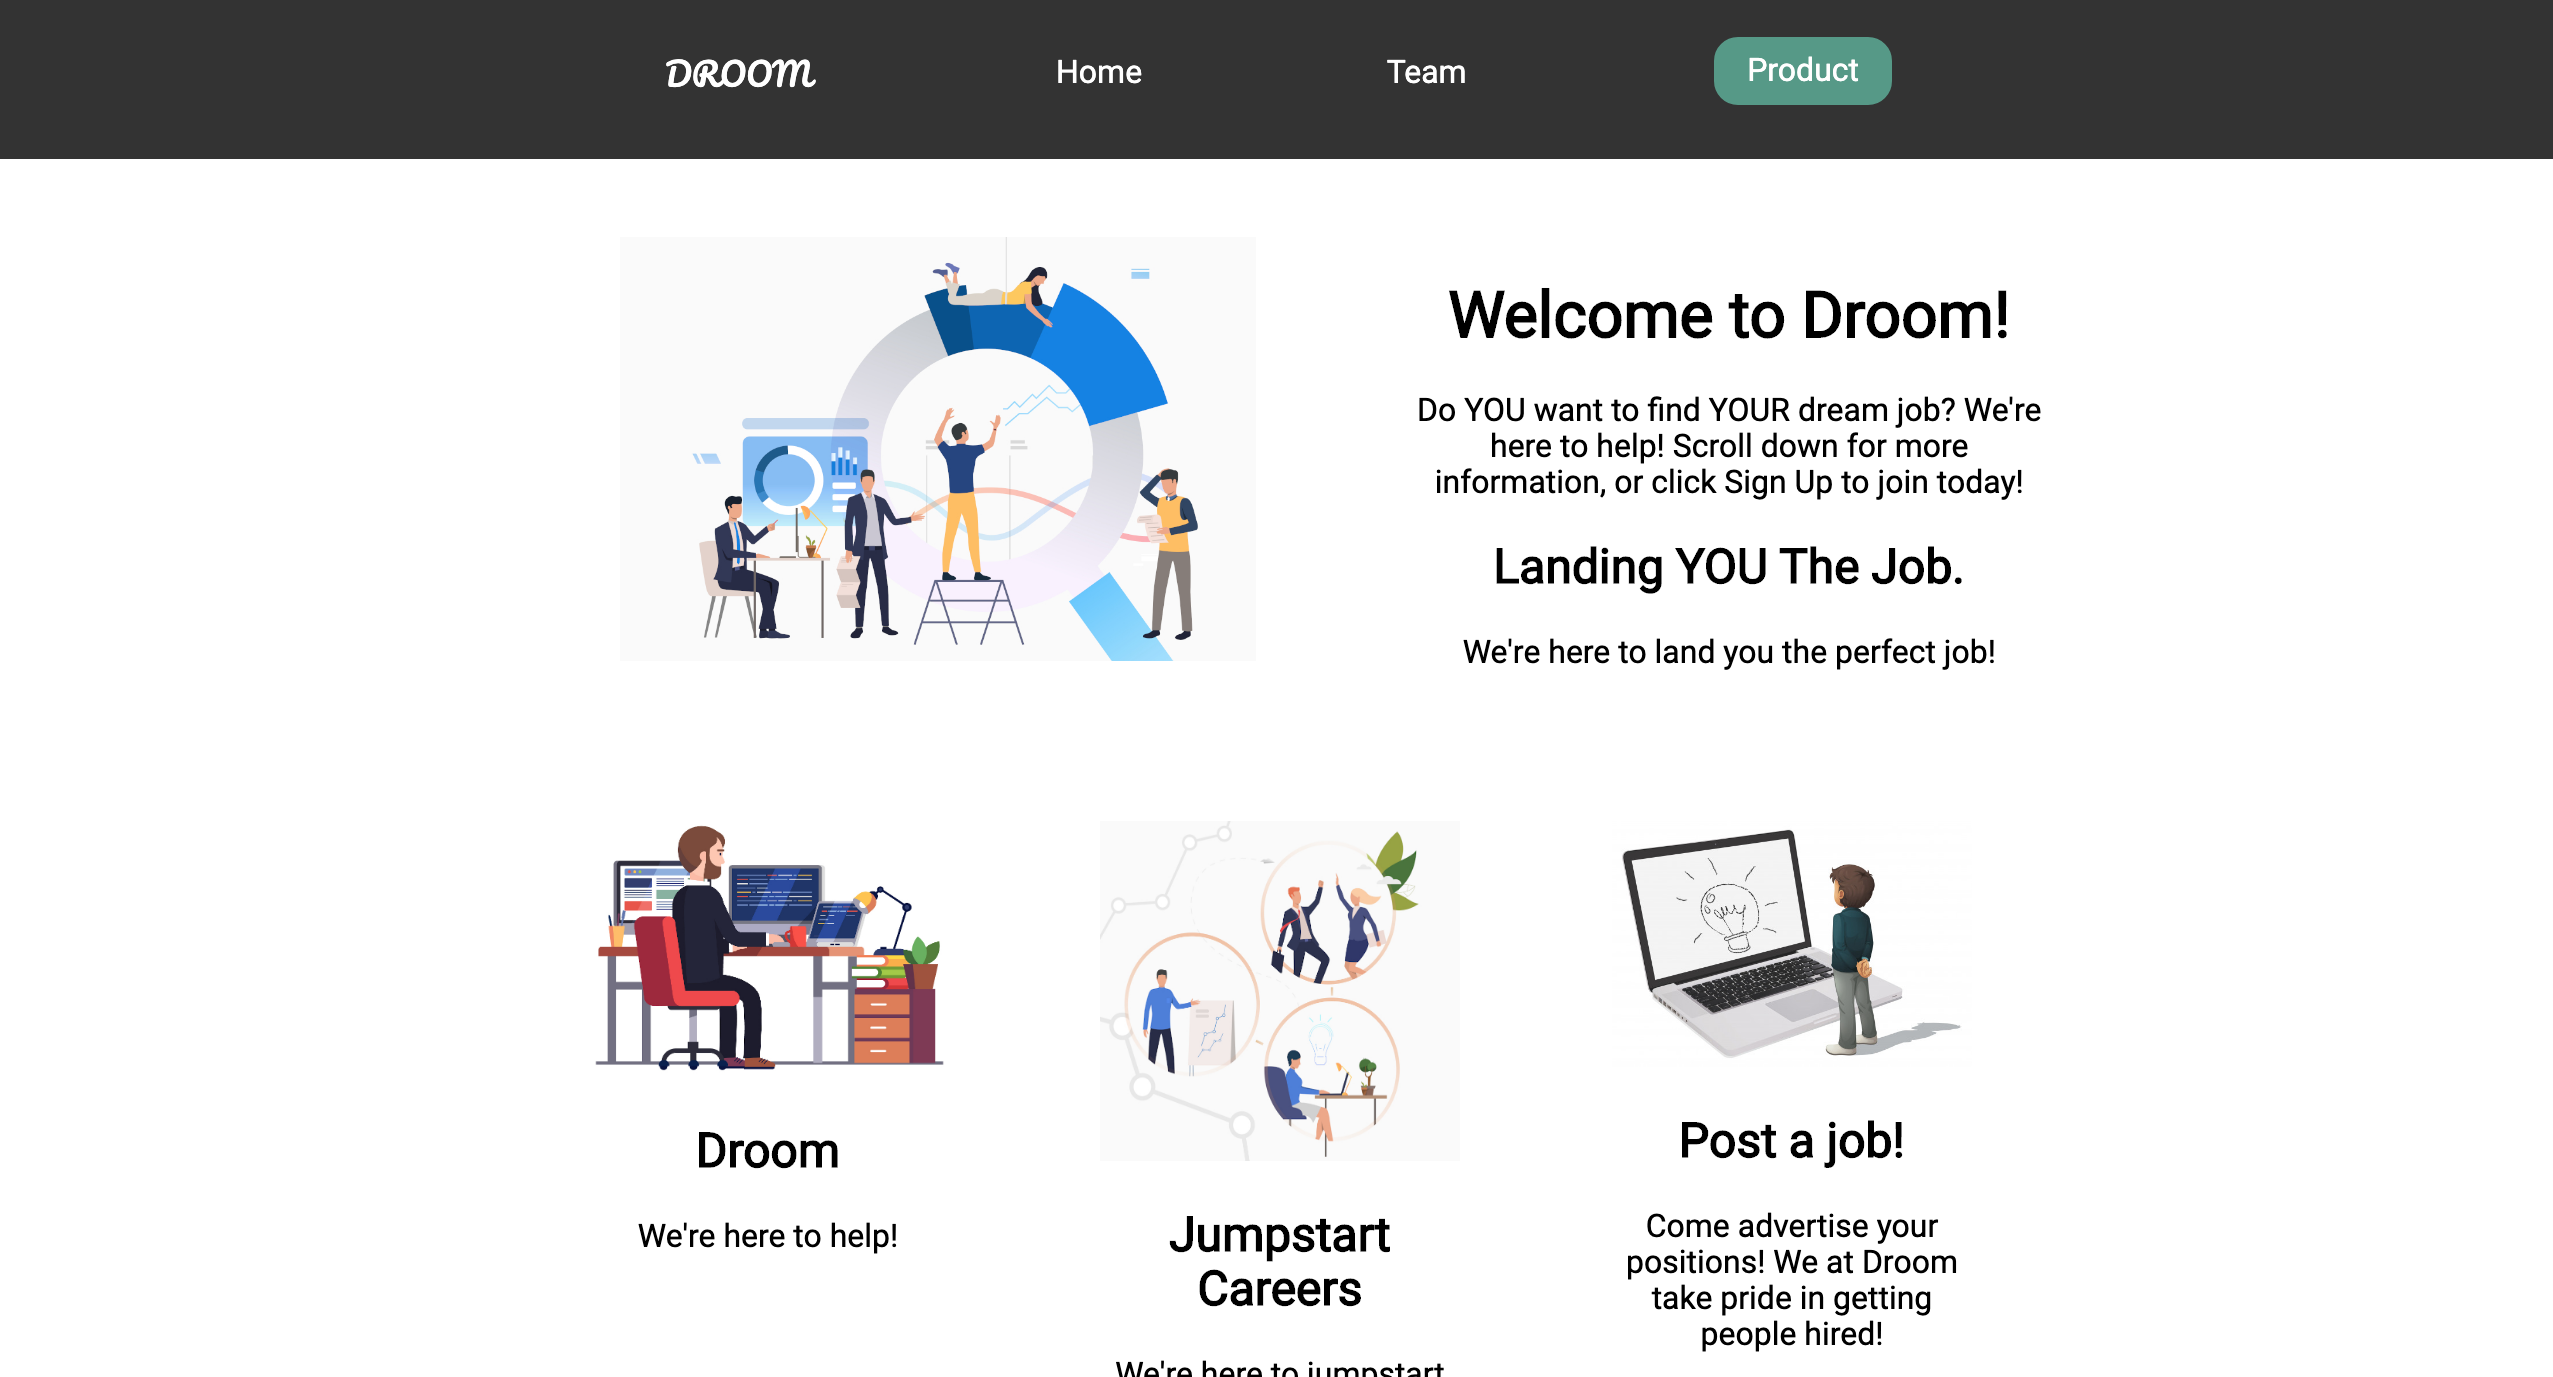 DROOM
Home
Team
Product
Welcome to Droom!
Do YOU want to find YOUR dream job? We're
here to help! Scroll down for more
information, or click Sign Up to join today!
Landing YOU The Job.
We're here to land you the perfect job!
Droom
We're here to help!
Jumpstart
Careers
We're here to jumpstart
Post a job!
Come advertise your
positions! We at Droom
take pride in getting
people hired!